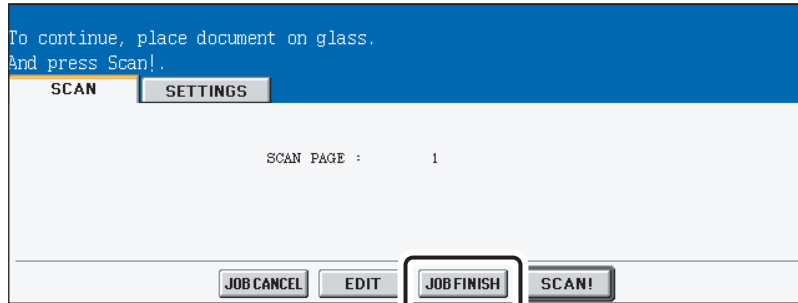 To continue, place document on glass.
And press Scan!.
SCAN SETTINGS
SCAN PAGE : 1
JOB CANCEL EDIT JOB FINISH SCAN!